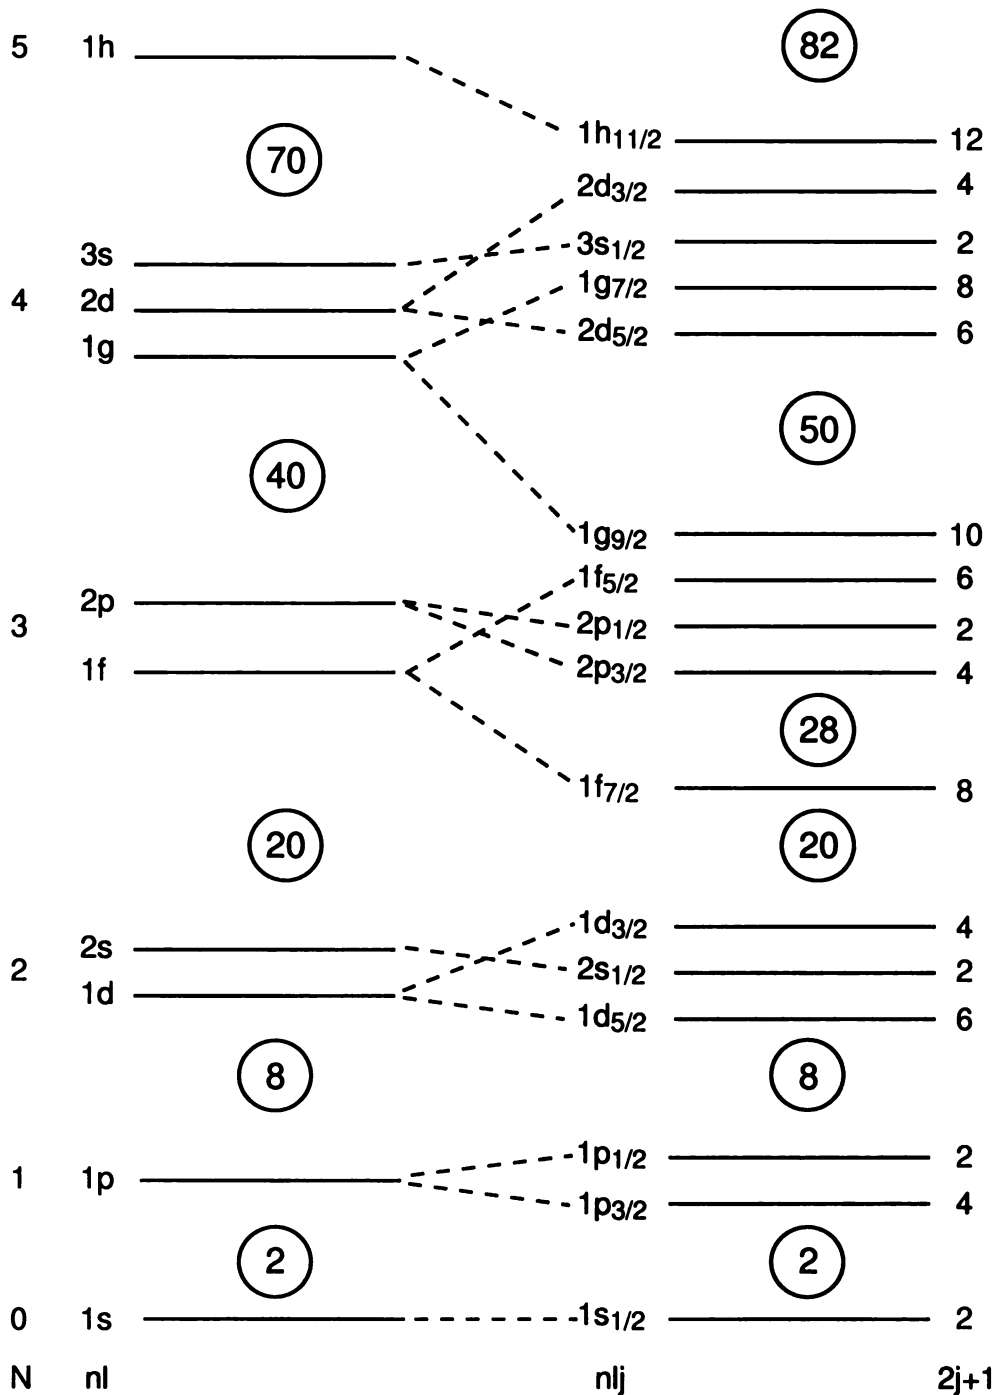 5 1h 82
1h11/2 12
70
2d3/2 4
3s 3s1/2 2
1g7/2 8
4 2d
2d5/2 6
1g
50
40
1g9/2 10
1f5/2 6
2p
3 2p1/2 2
1f 2p3/2 4
28
1f7/2 8
20 20
1d3/2 4
2s
2 2s1/2 2
1d
1d5/2 6
8 8
1p1/2 2
1 1p
1p3/2 4
2 2
0 1s 1s1/2 2
N nl nlj 2j+1